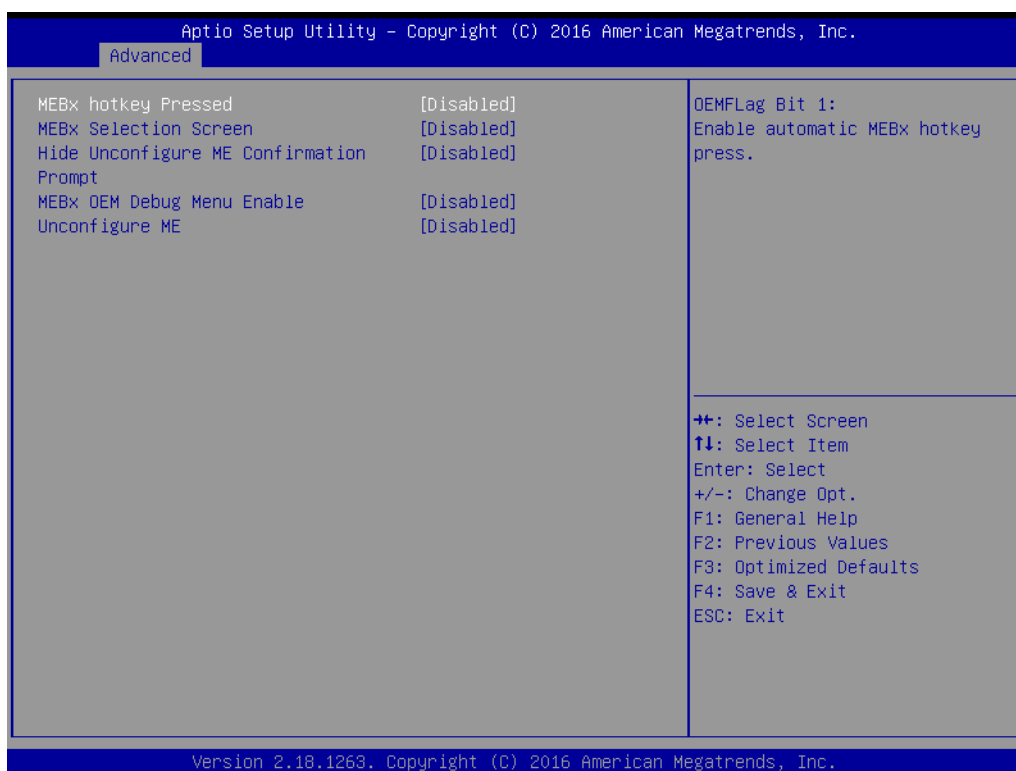 Aptio Setup Utility – Copyright (C) 2016 American Megatrends, Inc.
Advanced
MEBx hotkey Pressed [Disabled]
MEBx Selection Screen [Disabled]
Hide Unconfigure ME Confirmation [Disabled]
Prompt
MEBx OEM Debug Menu Enable [Disabled]
Unconfigure ME [Disabled]
OEMFLag Bit 1:
Enable automatic MEBx hotkey
press.
→←: Select Screen
↑↓: Select Item
Enter: Select
+/-: Change Opt.
F1: General Help
F2: Previous Values
F3: Optimized Defaults
F4: Save & Exit
ESC: Exit
Version 2.18.1263. Copyright (C) 2016 American Megatrends, Inc.